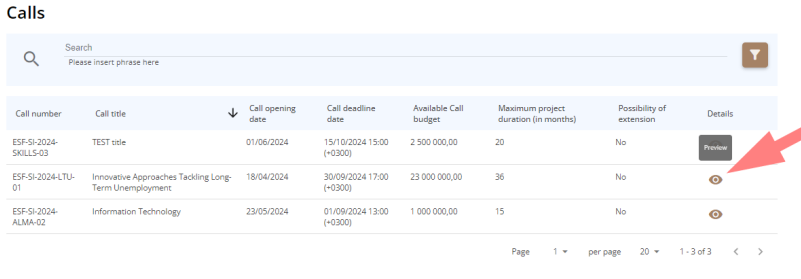 Calls
Search
Please insert phrase here
Call number Call title Call opening date Call deadline date Available Call budget Maximum project duration (in months) Possibility of extension Details
ESF-SI-2024-SKILLS-03 TEST title 01/06/2024 15/10/2024 15:00 (+0300) 2 500 000,00 20 No Preview
ESF-SI-2024-LTU-01 Innovative Approaches Tackling Long-Term Unemployment 18/04/2024 30/09/2024 17:00 (+0300) 23 000 000,00 36 No
ESF-SI-2024-ALMA-02 Information Technology 23/05/2024 01/09/2024 13:00 (+0300) 1 000 000,00 15 No
Page 1 per page 20 1 - 3 of 3